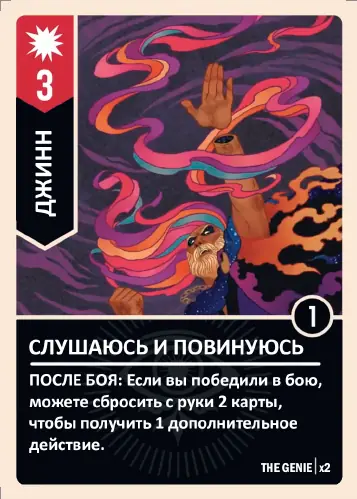 3
ДЖИНН
1
СЛУШАЮСЬ И ПОВИНУЮСЬ
ПОСЛЕ БОЯ: Если вы победили в бою,
можете сбросить с руки 2 карты,
чтобы получить 1 дополнительное
действие.
THE GENIE | x2